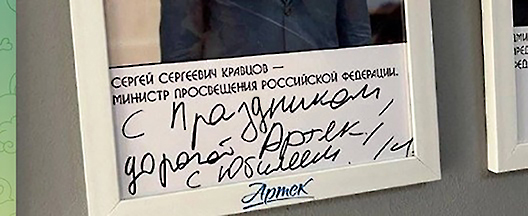 СЕРГЕЙ СЕРГЕЕВИЧ КРАВЦОВ —
МИНИСТР ПРОСВЕЩЕНИЯ РОССИЙСКОЙ ФЕДЕРАЦИИ.
С Праздником,
дорогой Артек!
С Юбилеем!
Артек